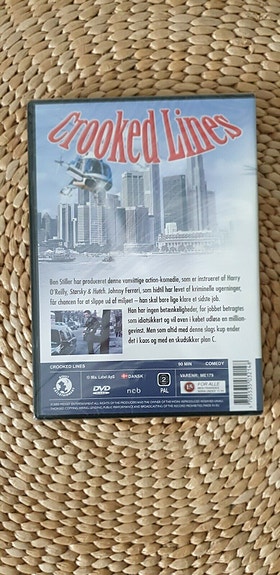 Crooked Lines
Ben Stiller har produceret denne vanvittige action-komedie, som er instrueret af Harry
O'Reilly, Starsky & Hutch. Johnny Ferrari, som hidtil har levet af kriminelle ugerninger,
får chancen for at slippe ud af miljøet – han skal bare lige klare et sidste job.
Han har ingen betænkeligheder, for jobbet betragtes
som idiotsikkert og vil oven i købet udløse en million-
gevinst. Men som altid med denne slags kup ender
det i kaos og med en skudsikker plan C.
CROOKED LINES
90 MIN
COMEDY
DVD
DANSK
ncb
2
PAL
VARENR. ME175
FOR ALLE